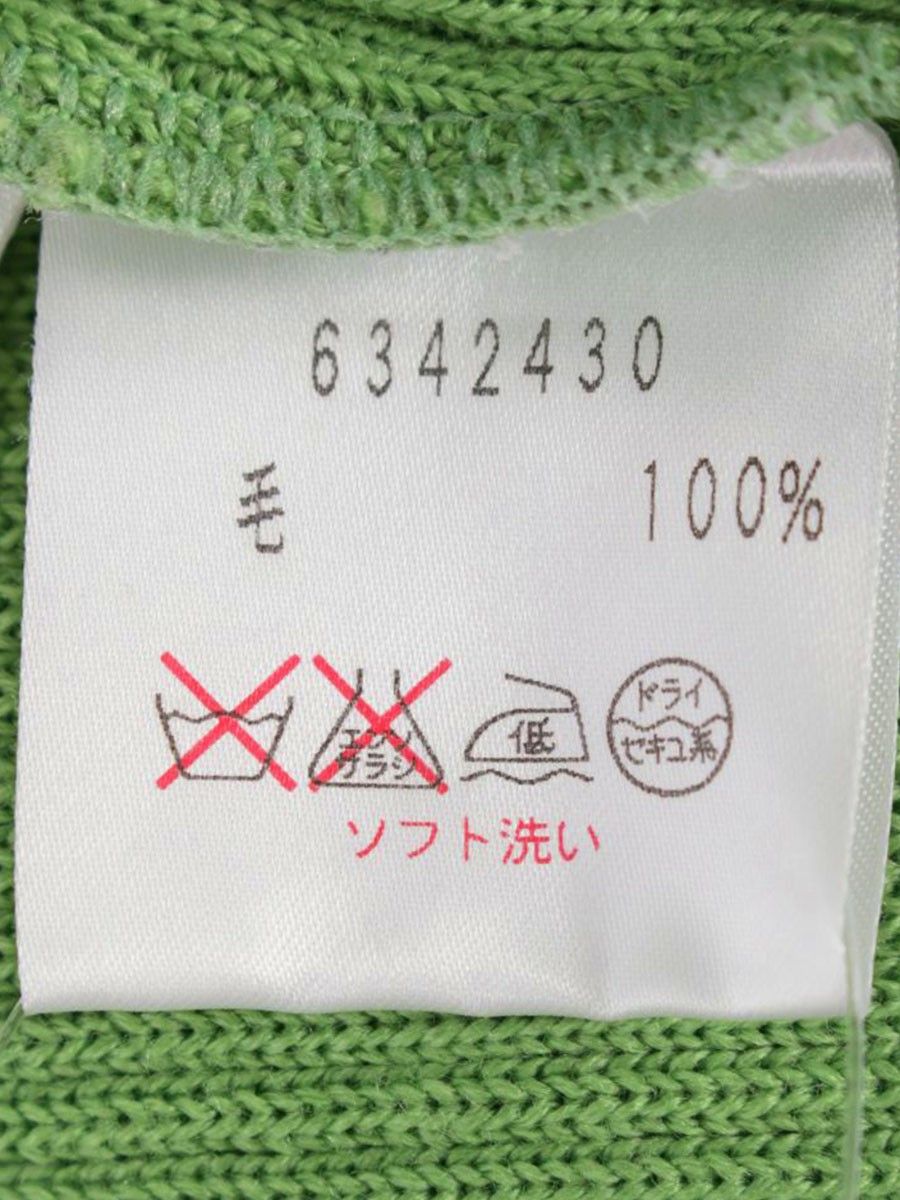 6342430
毛 100%
エンソ
サラシ
低
ドライ
セキユ系
ソフト洗い